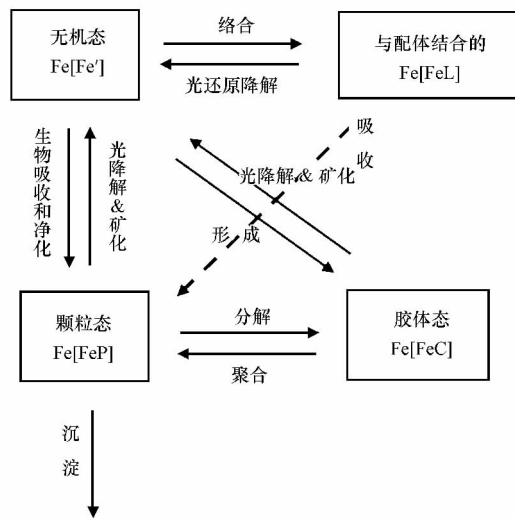 无机态
Fe[Fe′]
络合
光还原降解
与配体结合的
Fe[FeL]
生物吸收和净化
光降解&矿化
吸收
光降解 & 矿化
形成
颗粒态
Fe[FeP]
分解
聚合
胶体态
Fe[FeC]
沉淀